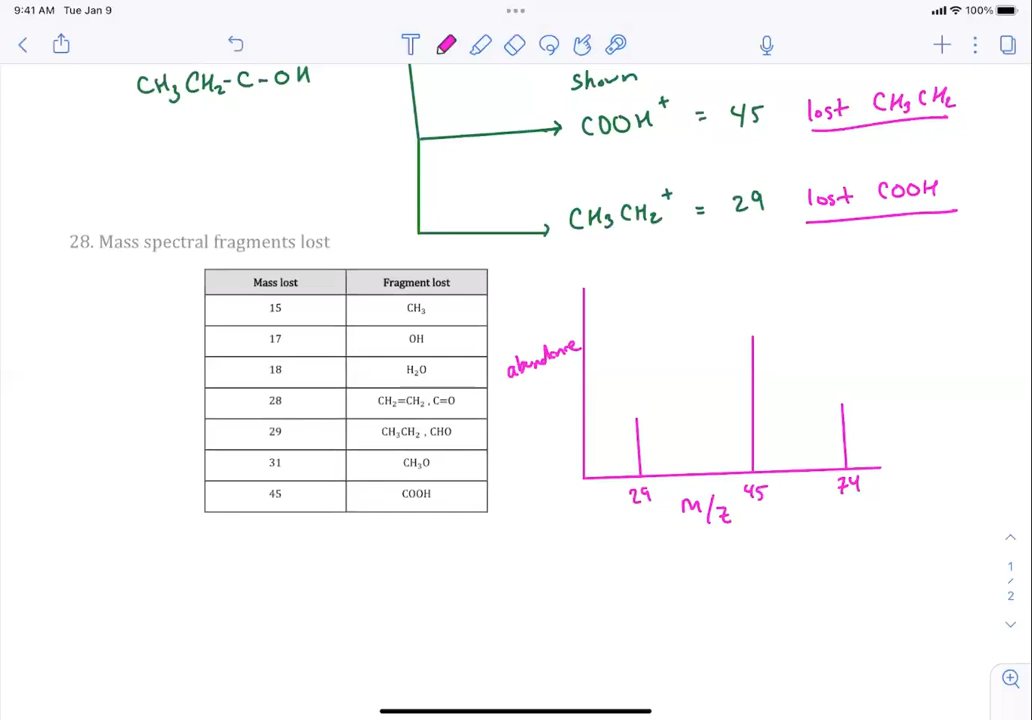 9:41 AM Tue Jan 9
100%
CH3CH2-C-OH
shown
COOH+ = 45 lost CH3CH2
CH3CH2+ = 29 lost COOH
28. Mass spectral fragments lost
Mass lost Fragment lost
15 CH₃
17 OH
18 H₂O
28 CH₂=CH₂ , C=O
29 CH₃CH₂ , CHO
31 CH₃O
45 COOH
abundance
29 45 74
M/Z
1
/
2